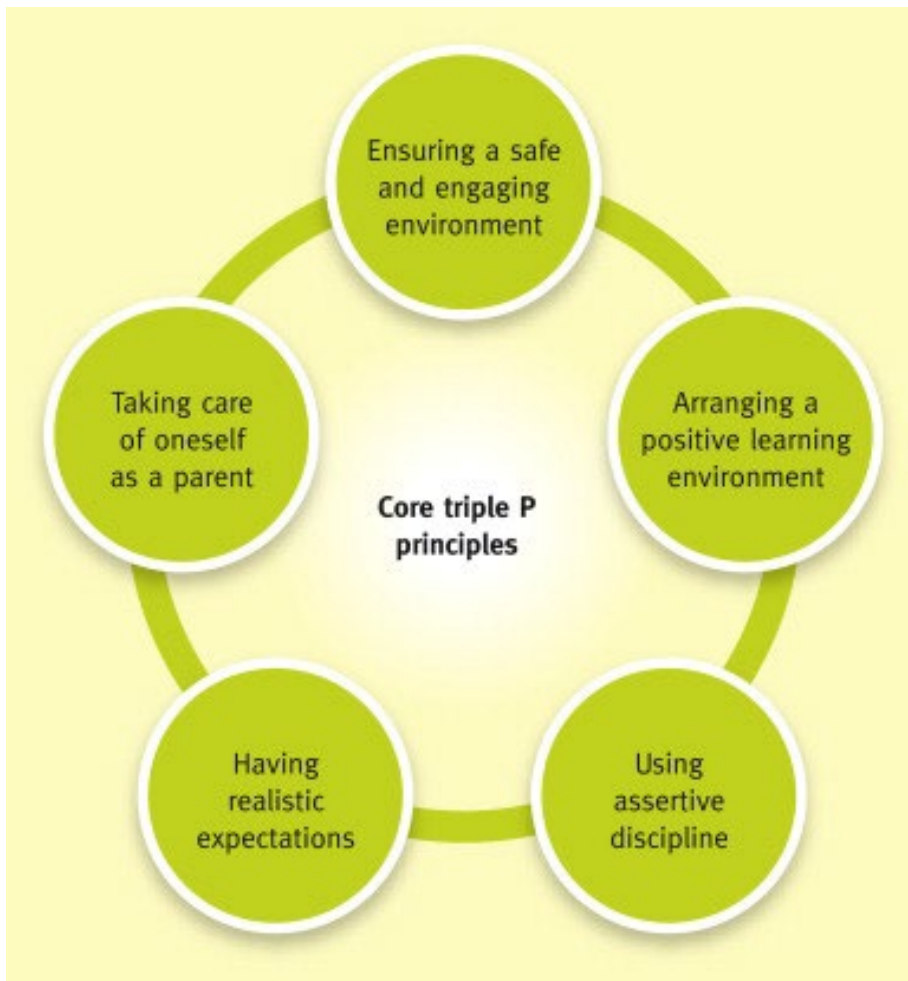 Ensuring a safe
and engaging
environment
Arranging a
positive learning
environment
Using
assertive
discipline
Having
realistic
expectations
Taking care
of oneself
as a parent
Core triple P
principles